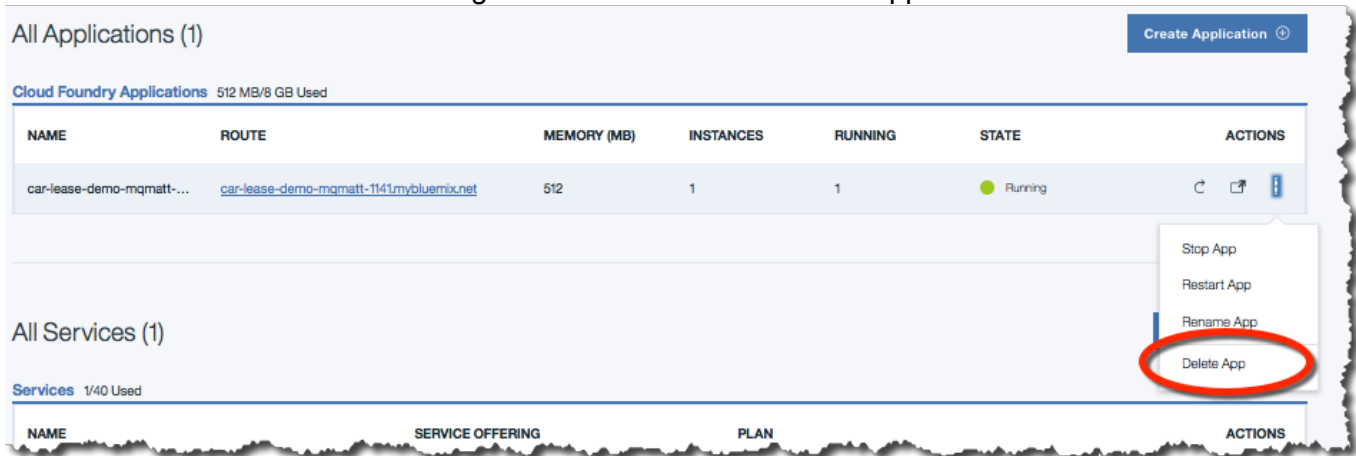 All Applications (1)
Create Application
Cloud Foundry Applications 512 MB/8 GB Used
NAME ROUTE MEMORY (MB) INSTANCES RUNNING STATE ACTIONS
car-lease-demo-mqmatt-... car-lease-demo-mqmatt-1141.mybluemix.net 512 1 1 Running
Stop App
Restart App
Rename App
Delete App
All Services (1)
Services 1/40 Used
NAME SERVICE OFFERING PLAN ACTIONS